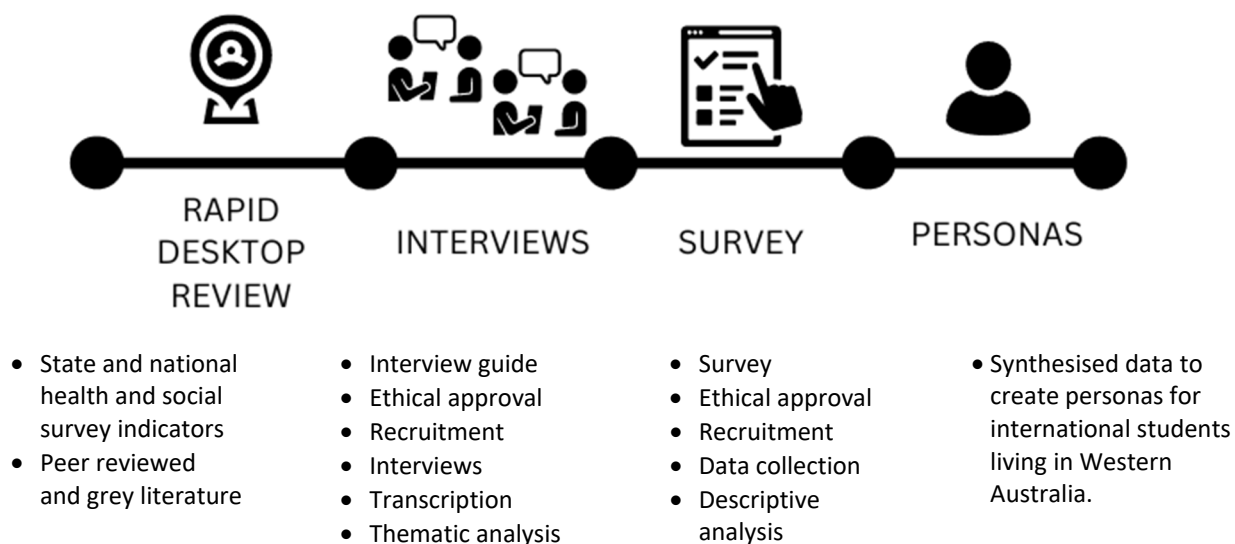 RAPID
DESKTOP
REVIEW
INTERVIEWS
SURVEY
PERSONAS
• State and national
health and social
survey indicators
• Peer reviewed
and grey literature
• Interview guide
• Ethical approval
• Recruitment
• Interviews
• Transcription
• Thematic analysis
• Survey
• Ethical approval
• Recruitment
• Data collection
• Descriptive
analysis
• Synthesised data to
create personas for
international students
living in Western
Australia.